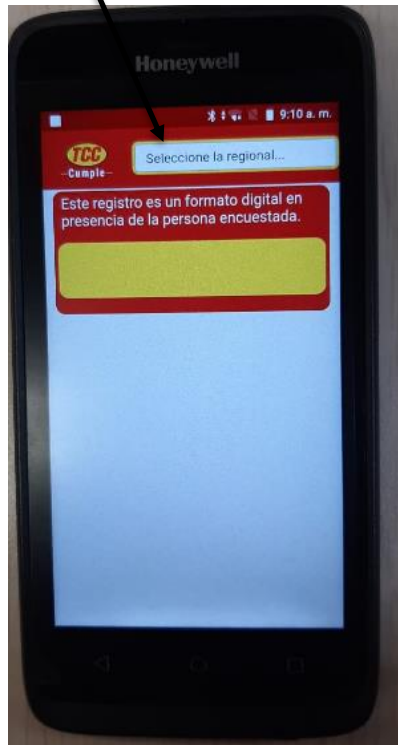 Honeywell
9:10 a. m.
TCC
Cumple
Seleccione la regional...
Este registro es un formato digital en
presencia de la persona encuestada.